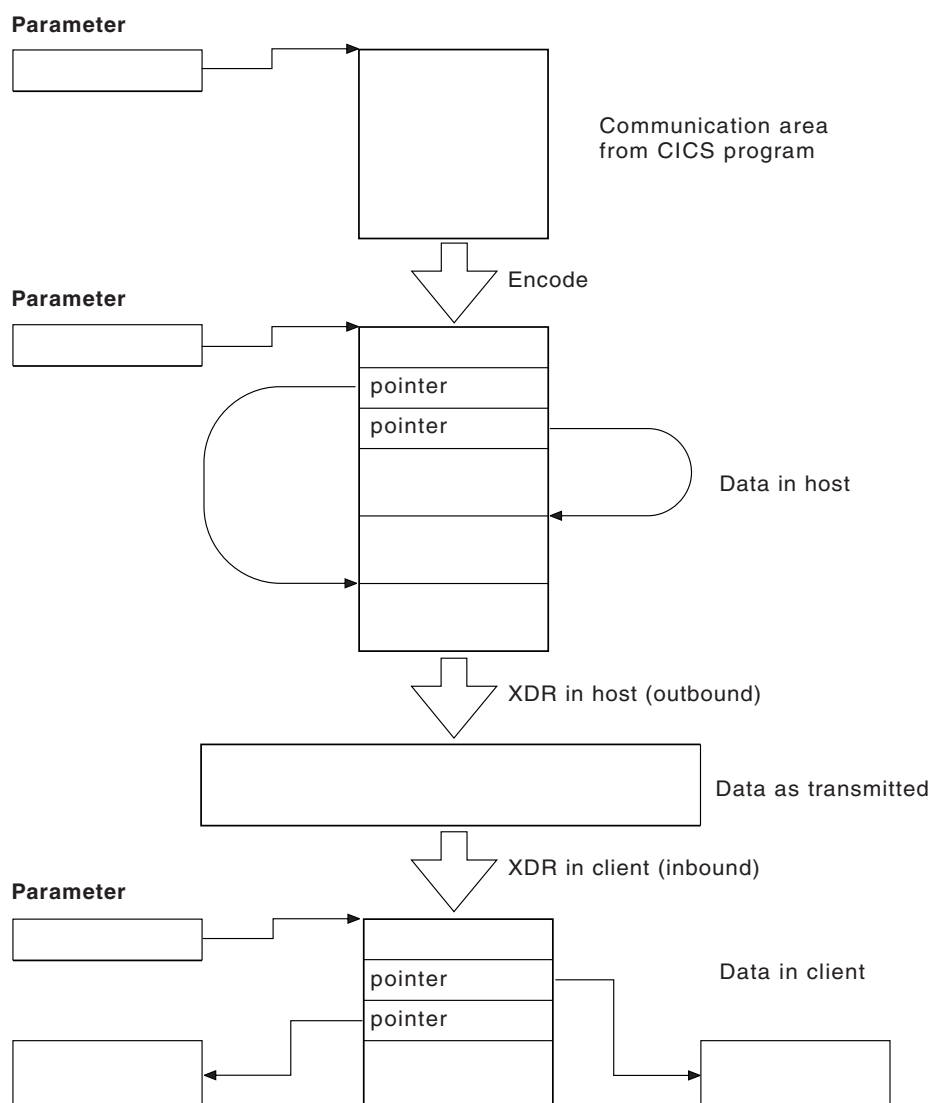 Parameter
Communication area
from CICS program
Encode
Parameter
pointer
pointer
Data in host
XDR in host (outbound)
Data as transmitted
XDR in client (inbound)
Parameter
Data in client
pointer
pointer